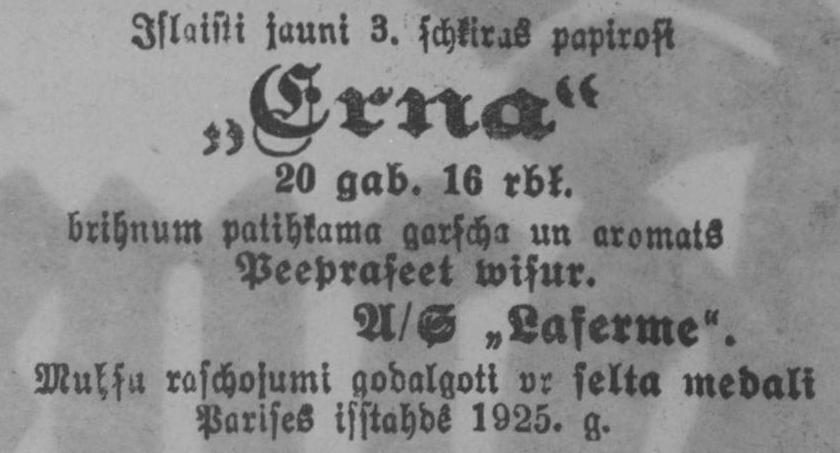 Islaisti jauni 3. schkiras papirosi
„Erna“
20 gab. 16 rbk.
brihnum patihkama garscha un aromats
Peepraseet wisur.
A/S „Laferme“.
Muhsu raschojumi godalgoti ar selta medali
Parises isstahdê 1925. g.